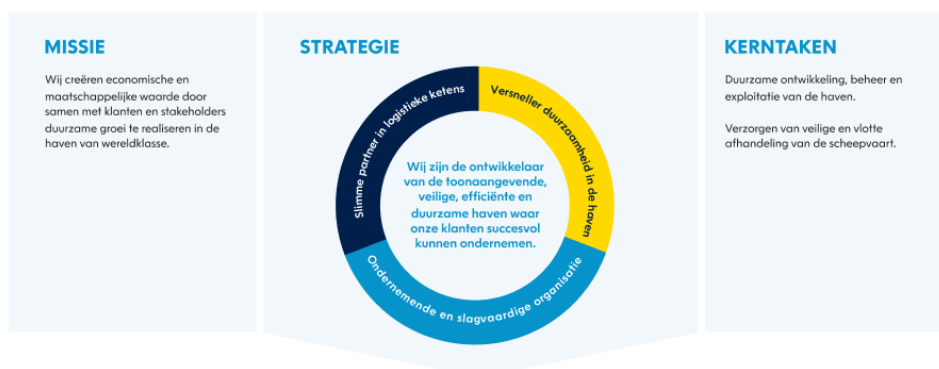 MISSIE
Wij creëren economische en
maatschappelijke waarde door
samen met klanten en stakeholders
duurzame groei te realiseren in de
haven van wereldklasse.
STRATEGIE
Slimme partner in logistieke ketens
Versneller duurzaamheid in de haven
Ondernemende en slagvaardige organisatie
Wij zijn de ontwikkelaar
van de toonaangevende,
veilige, efficiënte en
duurzame haven waar
onze klanten succesvol
kunnen ondernemen.
KERNTAKEN
Duurzame ontwikkeling, beheer en
exploitatie van de haven.
Verzorgen van veilige en vlotte
afhandeling van de scheepvaart.